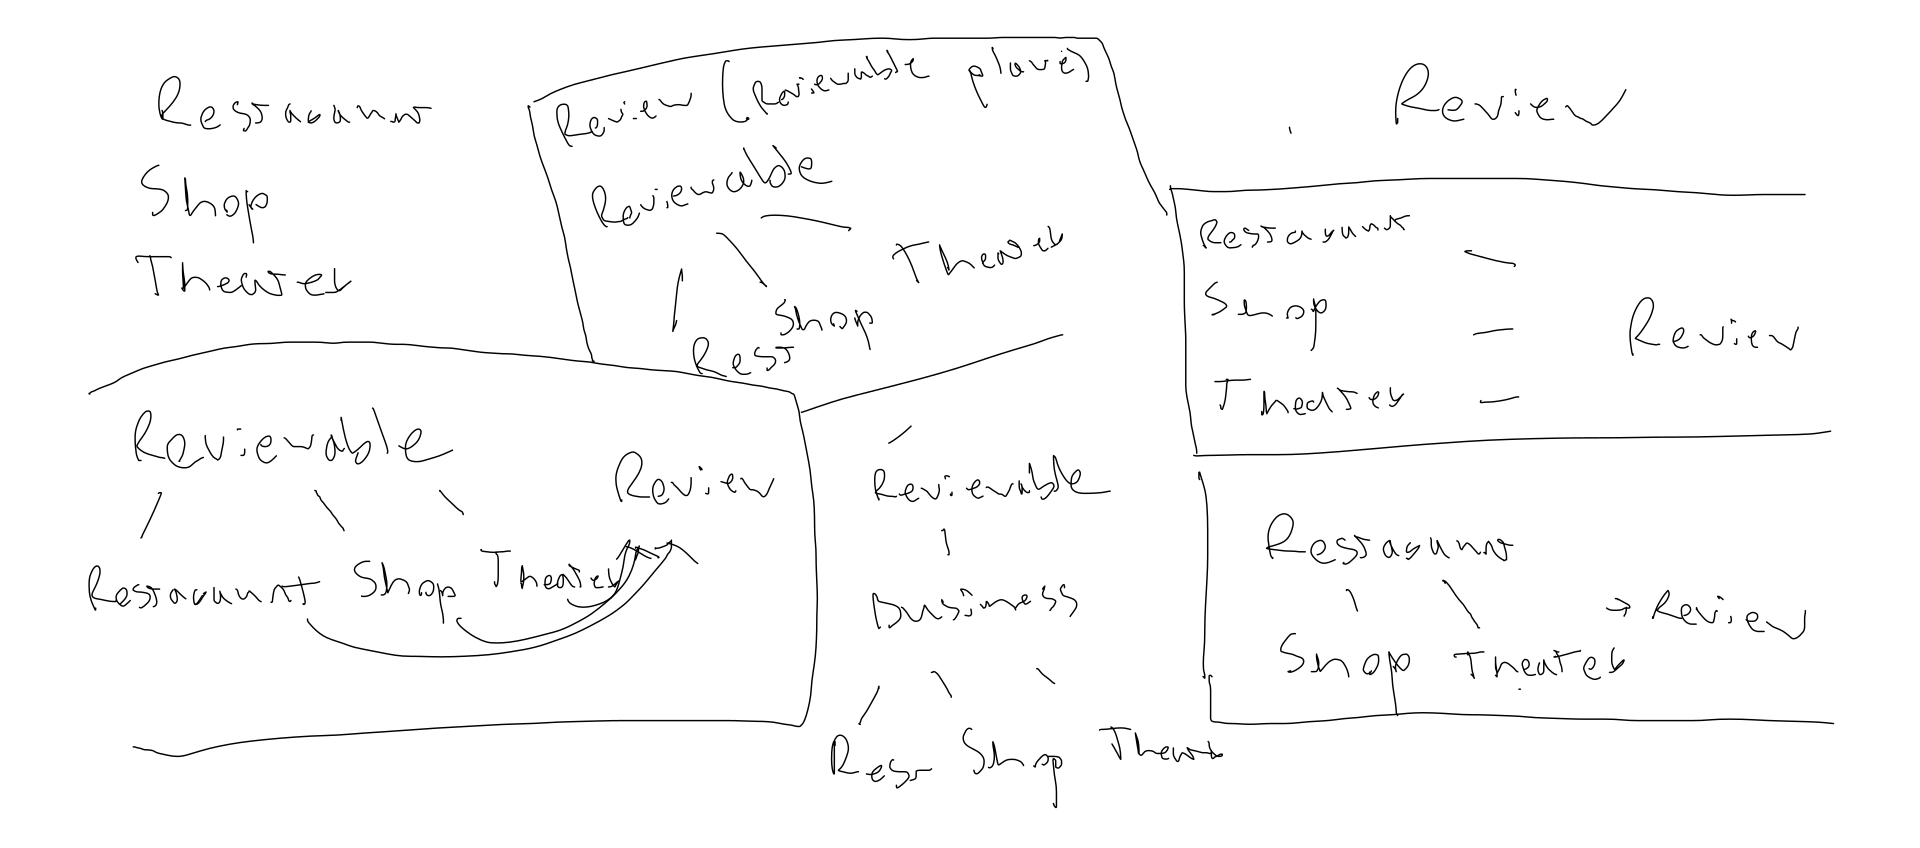 Restaurant
Shop
Theater
Review (Reviewable place)
Reviewable
Theater
Shop
Rest
Review
Restaurant
Shop
Theater
Review
Reviewable
Review
Restaurant Shop Theater
Reviewable
Business
Rest Shop Theat
Restaurant
→ Review
Shop Theater